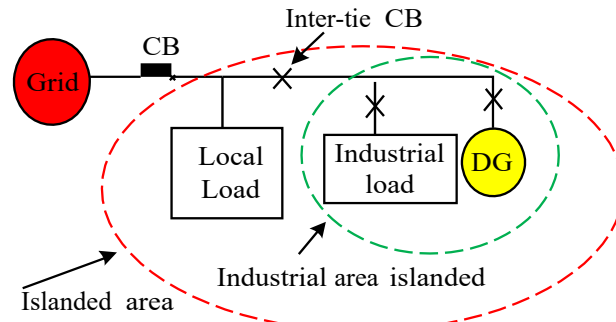 Inter-tie CB
CB
Grid
Local
Load
Industrial
load
DG
Industrial area islanded
Islanded area